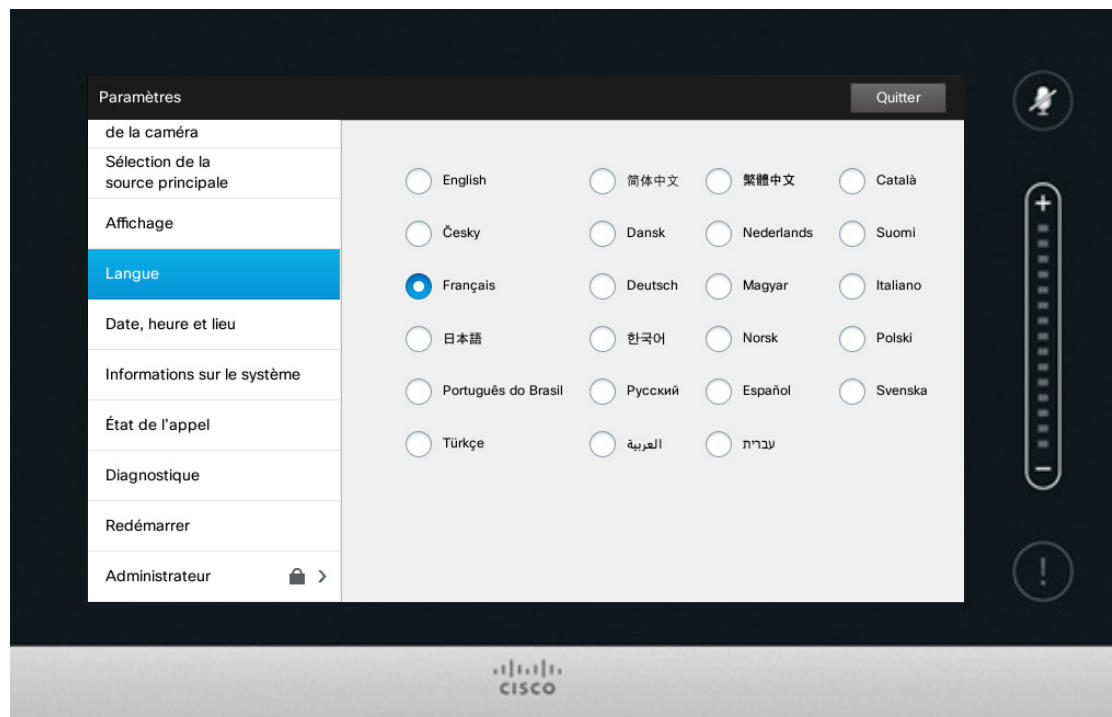 Paramètres
Quitter
de la caméra
Sélection de la
source principale
Affichage
Langue
Date, heure et lieu
Informations sur le système
État de l'appel
Diagnostique
Redémarrer
Administrateur
English 简体中文 繁體中文 Català
Česky Dansk Nederlands Suomi
Français Deutsch Magyar Italiano
日本語 한국어 Norsk Polski
Português do Brasil Русский Español Svenska
Türkçe العربية עברית
+
−
!
CISCO